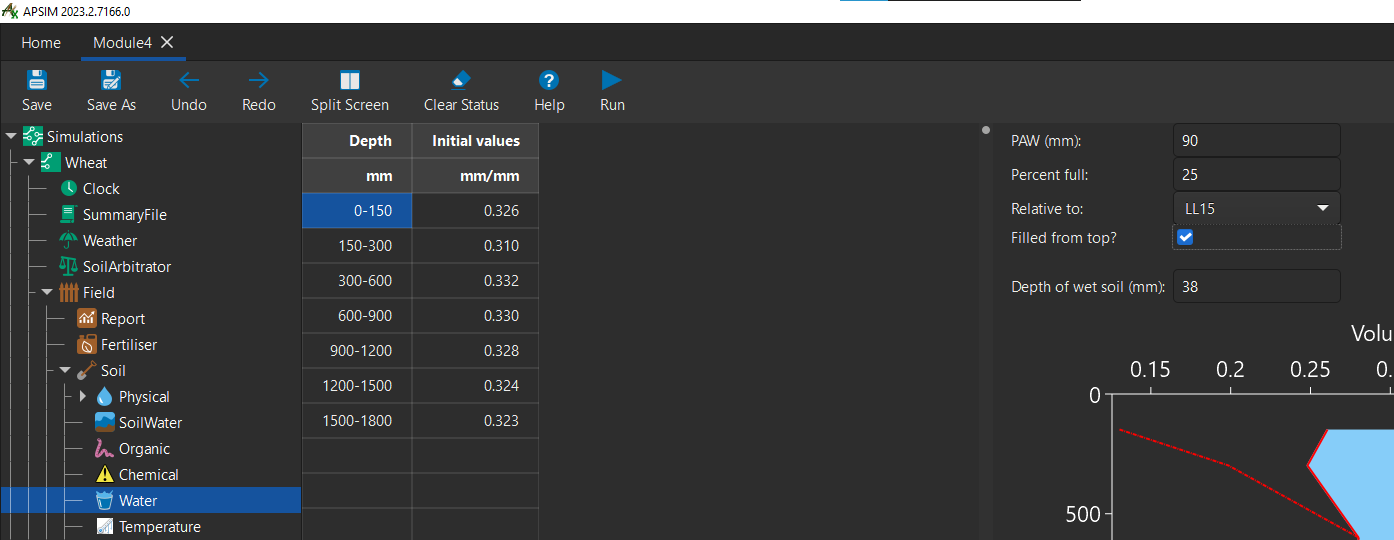 APSIM 2023.2.7166.0
Home Module4
Save Save As Undo Redo Split Screen Clear Status Help Run
Simulations
Wheat
Clock
SummaryFile
Weather
SoilArbitrator
Field
Report
Fertiliser
Soil
Physical
SoilWater
Organic
Chemical
Water
Temperature
Depth Initial values
mm mm/mm
0-150 0.326
150-300 0.310
300-600 0.332
600-900 0.330
900-1200 0.328
1200-1500 0.324
1500-1800 0.323
PAW (mm): 90
Percent full: 25
Relative to: LL15
Filled from top?
Depth of wet soil (mm): 38
Volu
0.15 0.2 0.25 0.
0
500